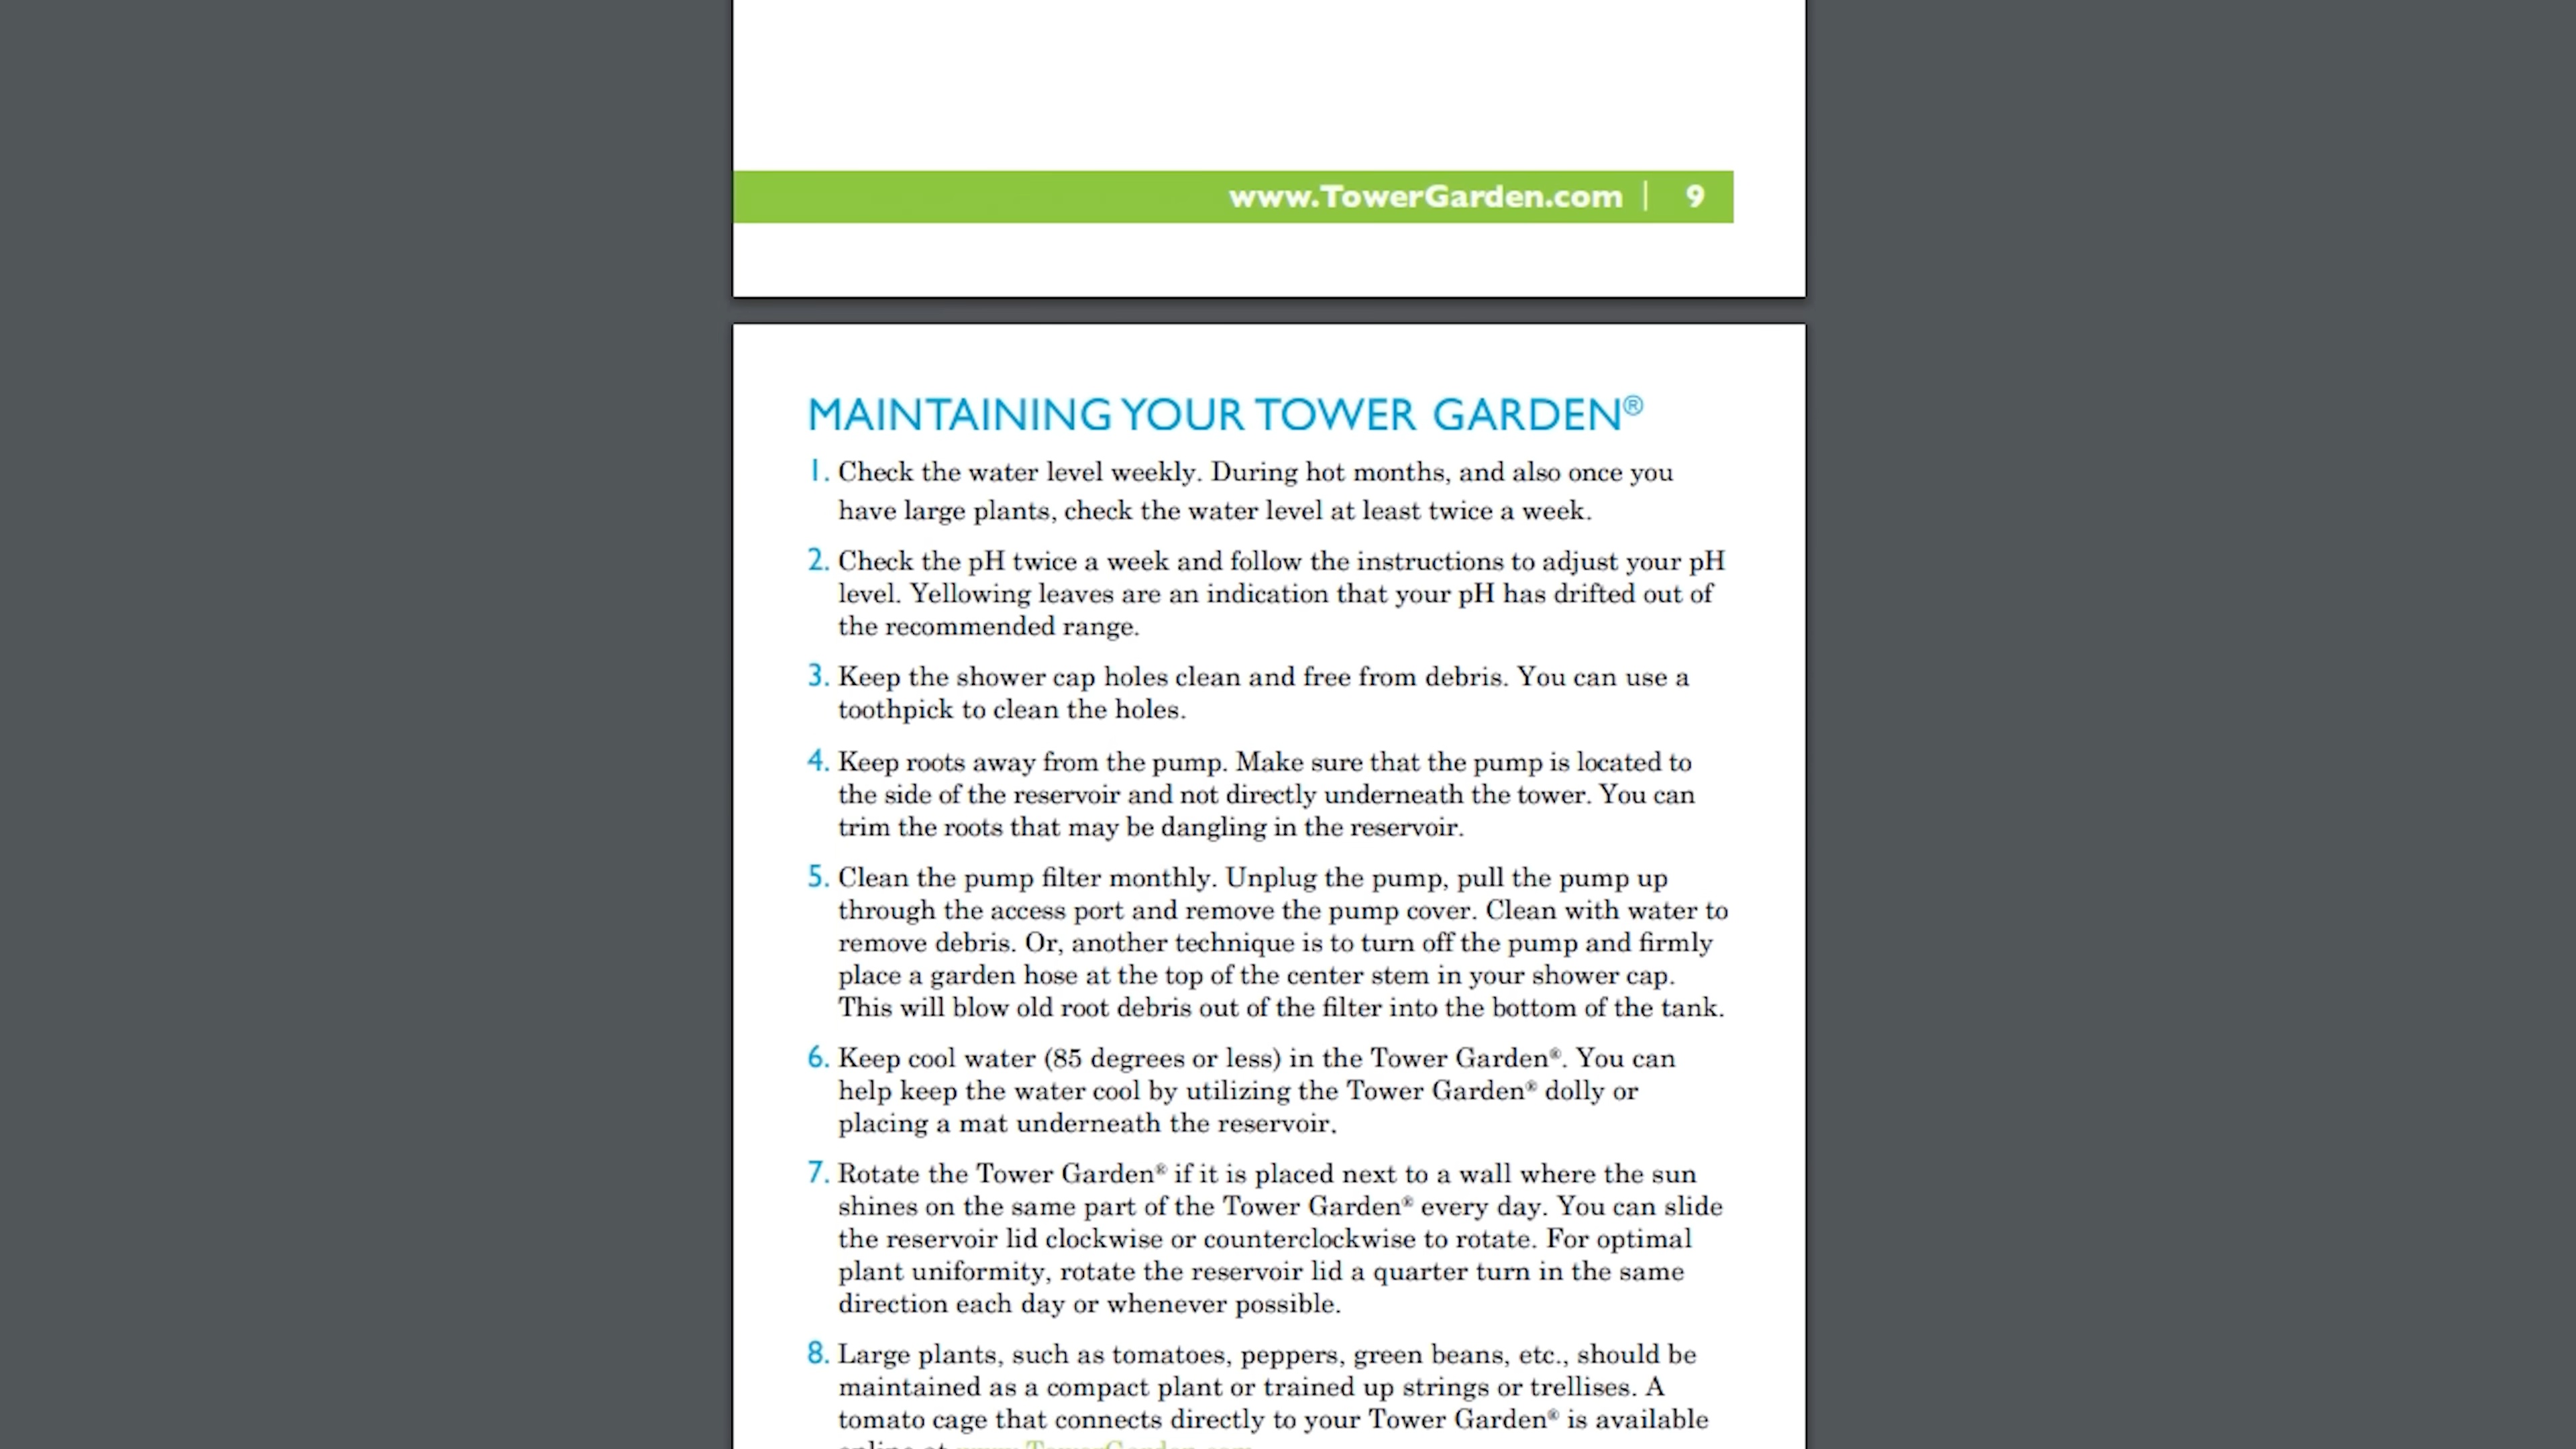 www.TowerGarden.com | 9
MAINTAINING YOUR TOWER GARDEN®
1. Check the water level weekly. During hot months, and also once you
have large plants, check the water level at least twice a week.
2. Check the pH twice a week and follow the instructions to adjust your pH
level. Yellowing leaves are an indication that your pH has drifted out of
the recommended range.
3. Keep the shower cap holes clean and free from debris. You can use a
toothpick to clean the holes.
4. Keep roots away from the pump. Make sure that the pump is located to
the side of the reservoir and not directly underneath the tower. You can
trim the roots that may be dangling in the reservoir.
5. Clean the pump filter monthly. Unplug the pump, pull the pump up
through the access port and remove the pump cover. Clean with water to
remove debris. Or, another technique is to turn off the pump and firmly
place a garden hose at the top of the center stem in your shower cap.
This will blow old root debris out of the filter into the bottom of the tank.
6. Keep cool water (85 degrees or less) in the Tower Garden®. You can
help keep the water cool by utilizing the Tower Garden® dolly or
placing a mat underneath the reservoir.
7. Rotate the Tower Garden® if it is placed next to a wall where the sun
shines on the same part of the Tower Garden® every day. You can slide
the reservoir lid clockwise or counterclockwise to rotate. For optimal
plant uniformity, rotate the reservoir lid a quarter turn in the same
direction each day or whenever possible.
8. Large plants, such as tomatoes, peppers, green beans, etc., should be
maintained as a compact plant or trained up strings or trellises. A
tomato cage that connects directly to your Tower Garden® is available
online at www.TowerGarden.com